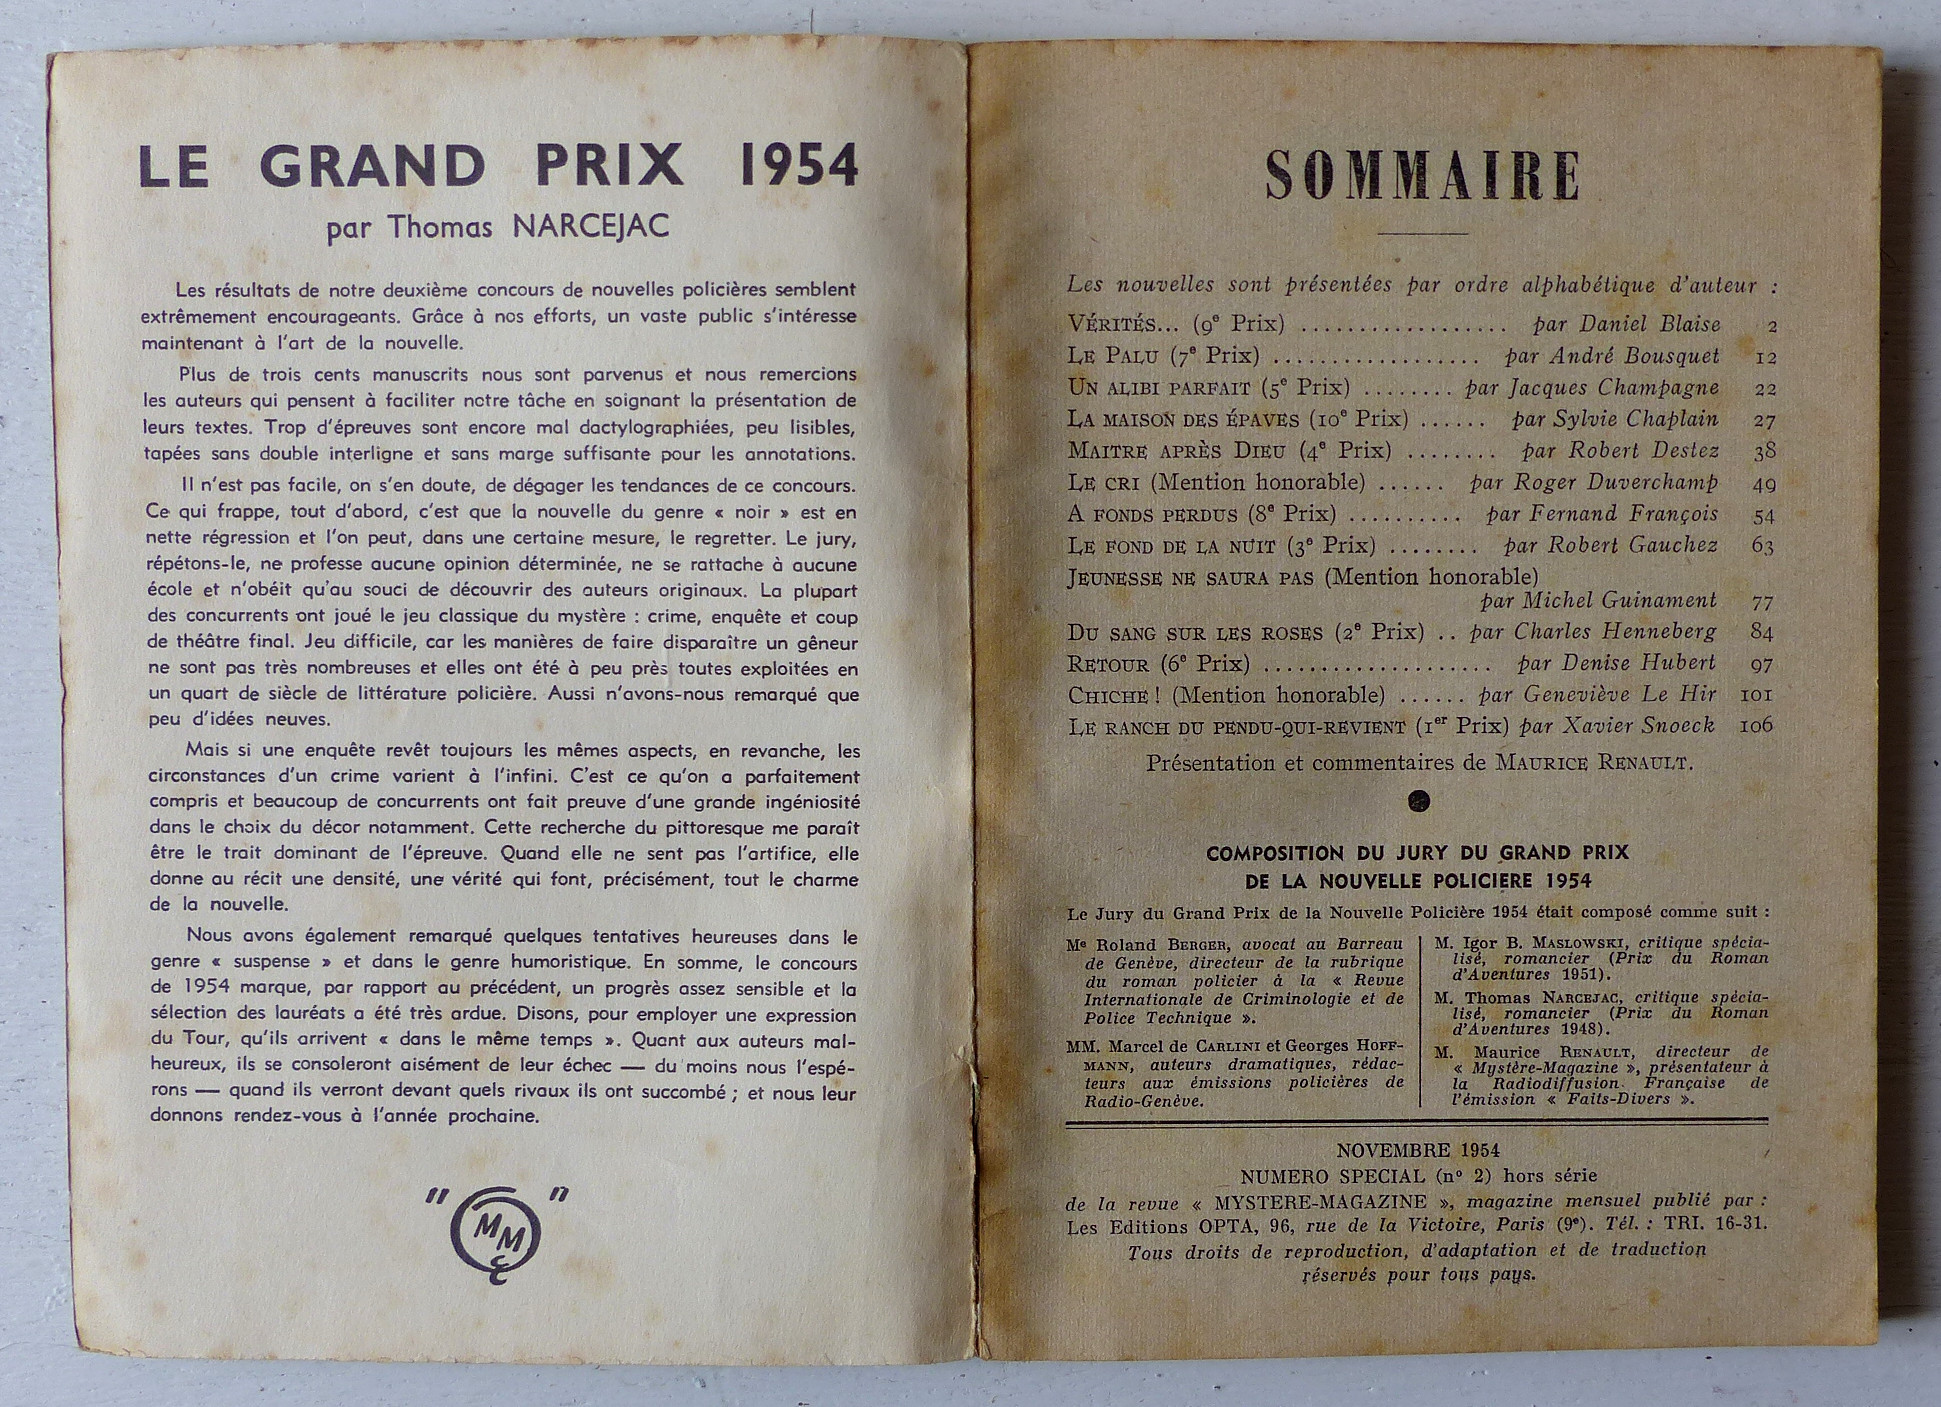 LE GRAND PRIX 1954
par Thomas NARCEJAC
Les résultats de notre deuxième concours de nouvelles policières semblent
extrêmement encourageants. Grâce à nos efforts, un vaste public s'intéresse
maintenant à l'art de la nouvelle.
Plus de trois cents manuscrits nous sont parvenus et nous remercions
les auteurs qui pensent à faciliter notre tâche en soignant la présentation de
leurs textes. Trop d'épreuves sont encore mal dactylographiées, peu lisibles,
tapées sans double interligne et sans marge suffisante pour les annotations.
Il n'est pas facile, on s'en doute, de dégager les tendances de ce concours.
Ce qui frappe, tout d'abord, c'est que la nouvelle du genre « noir » est en
nette régression et l'on peut, dans une certaine mesure, le regretter. Le jury,
répétons-le, ne professe aucune opinion déterminée, ne se rattache à aucune
école et n'obéit qu'au souci de découvrir des auteurs originaux. La plupart
des concurrents ont joué le jeu classique du mystère : crime, enquête et coup
de théâtre final. Jeu difficile, car les manières de faire disparaître un gêneur
ne sont pas très nombreuses et elles ont été à peu près toutes exploitées en
un quart de siècle de littérature policière. Aussi n'avons-nous remarqué que
peu d'idées neuves.
Mais si une enquête revêt toujours les mêmes aspects, en revanche, les
circonstances d'un crime varient à l'infini. C'est ce qu'on a parfaitement
compris et beaucoup de concurrents ont fait preuve d'une grande ingéniosité
dans le choix du décor notamment. Cette recherche du pittoresque me paraît
être le trait dominant de l'épreuve. Quand elle ne sent pas l'artifice, elle
donne au récit une densité, une vérité qui font, précisément, tout le charme
de la nouvelle.
Nous avons également remarqué quelques tentatives heureuses dans le
genre « suspense » et dans le genre humoristique. En somme, le concours
de 1954 marque, par rapport au précédent, un progrès assez sensible et la
sélection des lauréats a été très ardue. Disons, pour employer une expression
du Tour, qu'ils arrivent « dans le même temps ». Quant aux auteurs mal-
heureux, ils se consoleront aisément de leur échec — du moins nous l'espé-
rons — quand ils verront devant quels rivaux ils ont succombé ; et nous leur
donnons rendez-vous à l'année prochaine.
" MM "
SOMMAIRE
Les nouvelles sont présentées par ordre alphabétique d'auteur :
VÉRITÉS... (9e Prix) .................. par Daniel Blaise 2
LE PALU (7e Prix) .................. par André Bousquet 12
UN ALIBI PARFAIT (5e Prix) ........ par Jacques Champagne 22
LA MAISON DES ÉPAVES (10e Prix) ...... par Sylvie Chaplain 27
MAITRE APRÈS DIEU (4e Prix) ........ par Robert Destez 38
LE CRI (Mention honorable) ...... par Roger Duverchamp 49
A FONDS PERDUS (8e Prix) .......... par Fernand François 54
LE FOND DE LA NUIT (3e Prix) ........ par Robert Gauchez 63
JEUNESSE NE SAURA PAS (Mention honorable)
par Michel Guinament 77
DU SANG SUR LES ROSES (2e Prix) .. par Charles Henneberg 84
RETOUR (6e Prix) .................... par Denise Hubert 97
CHICHE ! (Mention honorable) ...... par Geneviève Le Hir 101
LE RANCH DU PENDU-QUI-REVIENT (1er Prix) par Xavier Snoeck 106
Présentation et commentaires de MAURICE RENAULT.
COMPOSITION DU JURY DU GRAND PRIX
DE LA NOUVELLE POLICIERE 1954
Le Jury du Grand Prix de la Nouvelle Policière 1954 était composé comme suit :
Me Roland BERGER, avocat au Barreau
de Genève, directeur de la rubrique
du roman policier à la « Revue
Internationale de Criminologie et de
Police Technique ».
MM. Marcel de CARLINI et Georges HOFF-
MANN, auteurs dramatiques, rédac-
teurs aux émissions policières de
Radio-Genève.
M. Igor B. MASLOWSKI, critique spécia-
lisé, romancier (Prix du Roman
d'Aventures 1951).
M. Thomas NARCEJAC, critique spécia-
lisé, romancier (Prix du Roman
d'Aventures 1948).
M. Maurice RENAULT, directeur de
« Mystère-Magazine », présentateur à
la Radiodiffusion Française de
l'émission « Faits-Divers ».
NOVEMBRE 1954
NUMERO SPECIAL (n° 2) hors série
de la revue « MYSTERE-MAGAZINE », magazine mensuel publié par :
Les Editions OPTA, 96, rue de la Victoire, Paris (9e). Tél. : TRI. 16-31.
Tous droits de reproduction, d'adaptation et de traduction
réservés pour tous pays.